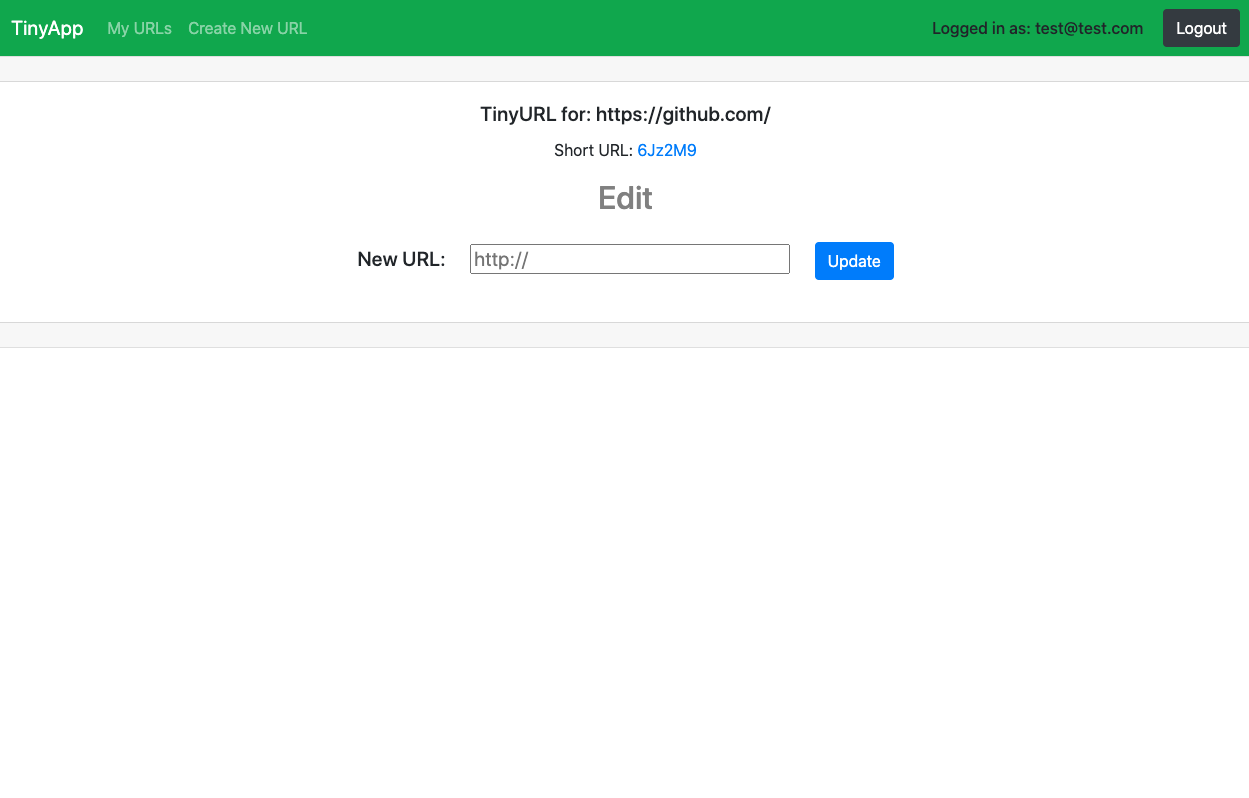 TinyApp My URLs Create New URL Logged in as: test@test.com Logout
TinyURL for: https://github.com/
Short URL: 6Jz2M9
Edit
New URL: http:// Update